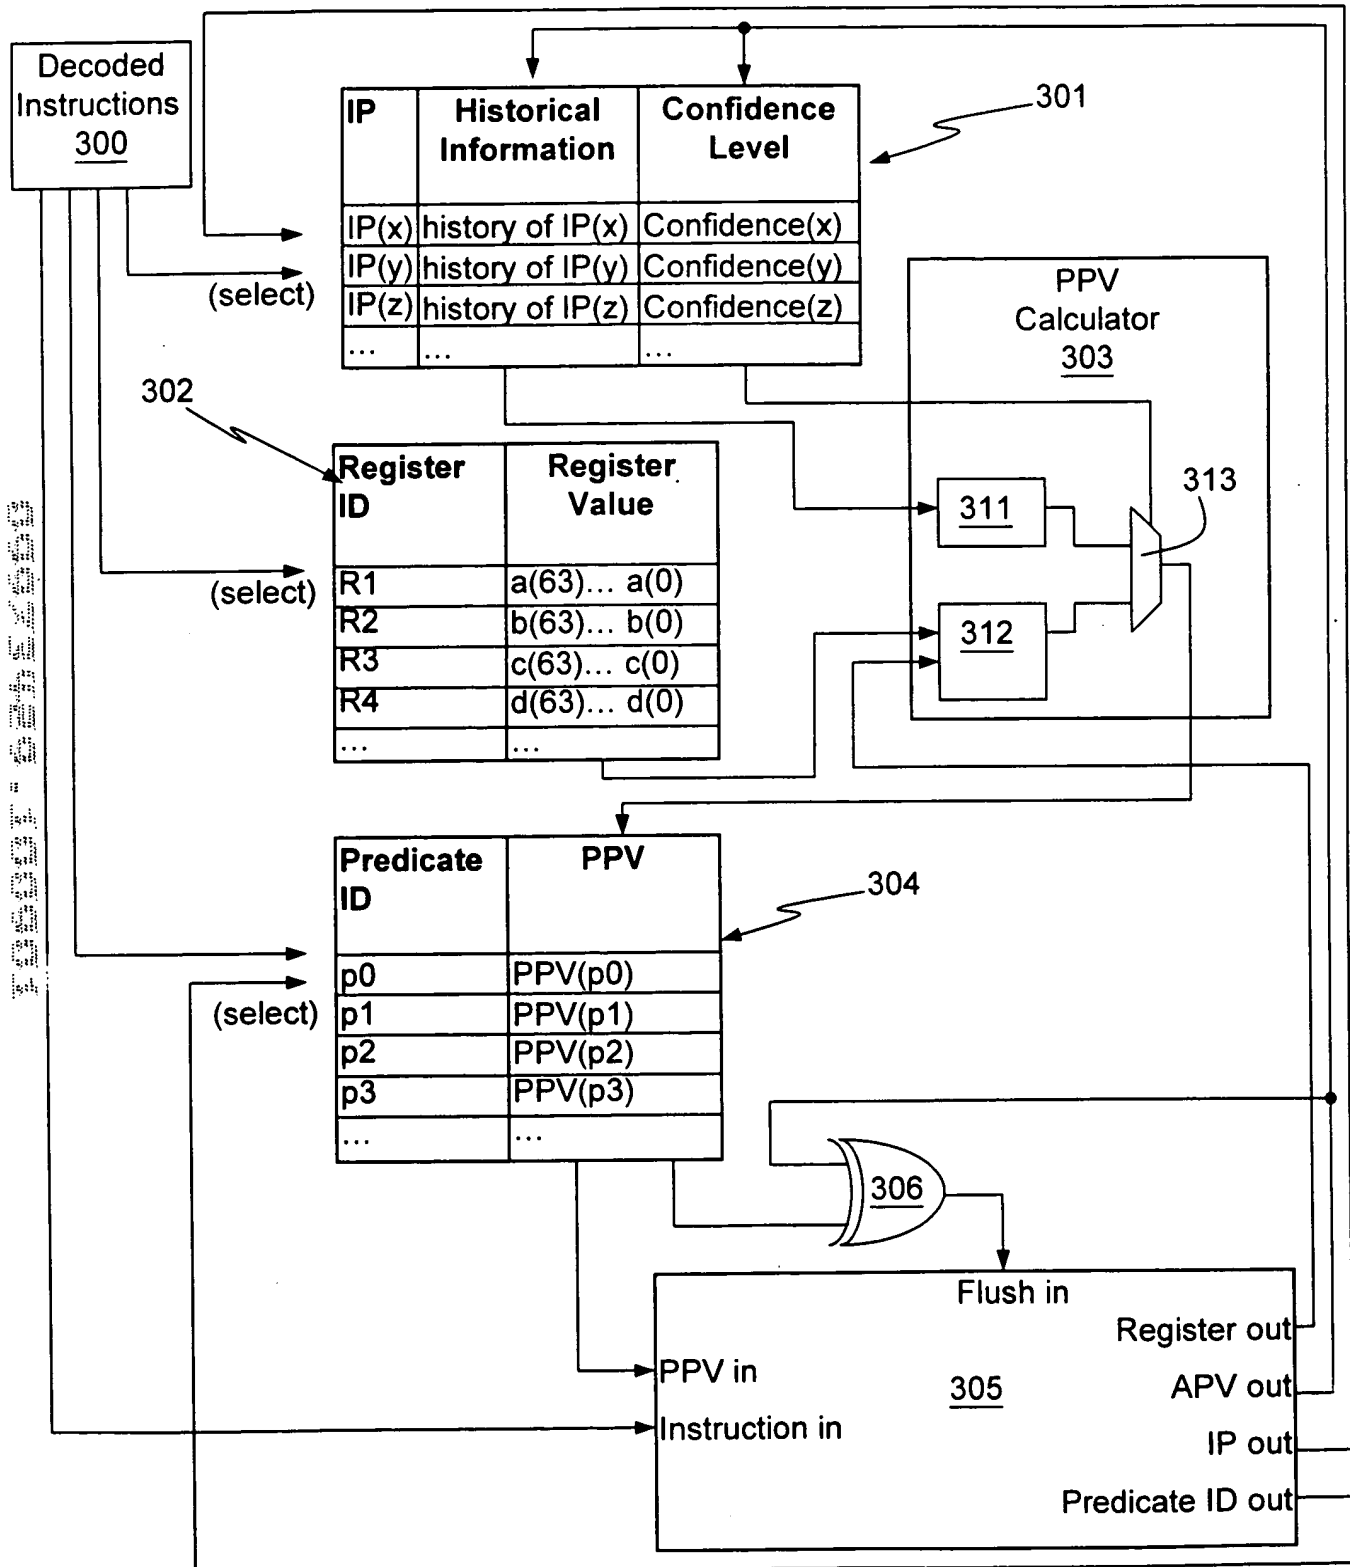 Decoded
Instructions
300
IP
Historical
Information
Confidence
Level
301
IP(x)
history of IP(x)
Confidence(x)
IP(y)
history of IP(y)
Confidence(y)
IP(z)
history of IP(z)
Confidence(z)
...
...
...
(select)
PPV
Calculator
303
311
312
313
302
Register
ID
Register
Value
R1
a(63)... a(0)
R2
b(63)... b(0)
R3
c(63)... c(0)
R4
d(63)... d(0)
...
...
(select)
Predicate
ID
PPV
304
p0
PPV(p0)
p1
PPV(p1)
p2
PPV(p2)
p3
PPV(p3)
...
...
(select)
306
Flush in
Register out
PPV in
305
APV out
Instruction in
IP out
Predicate ID out